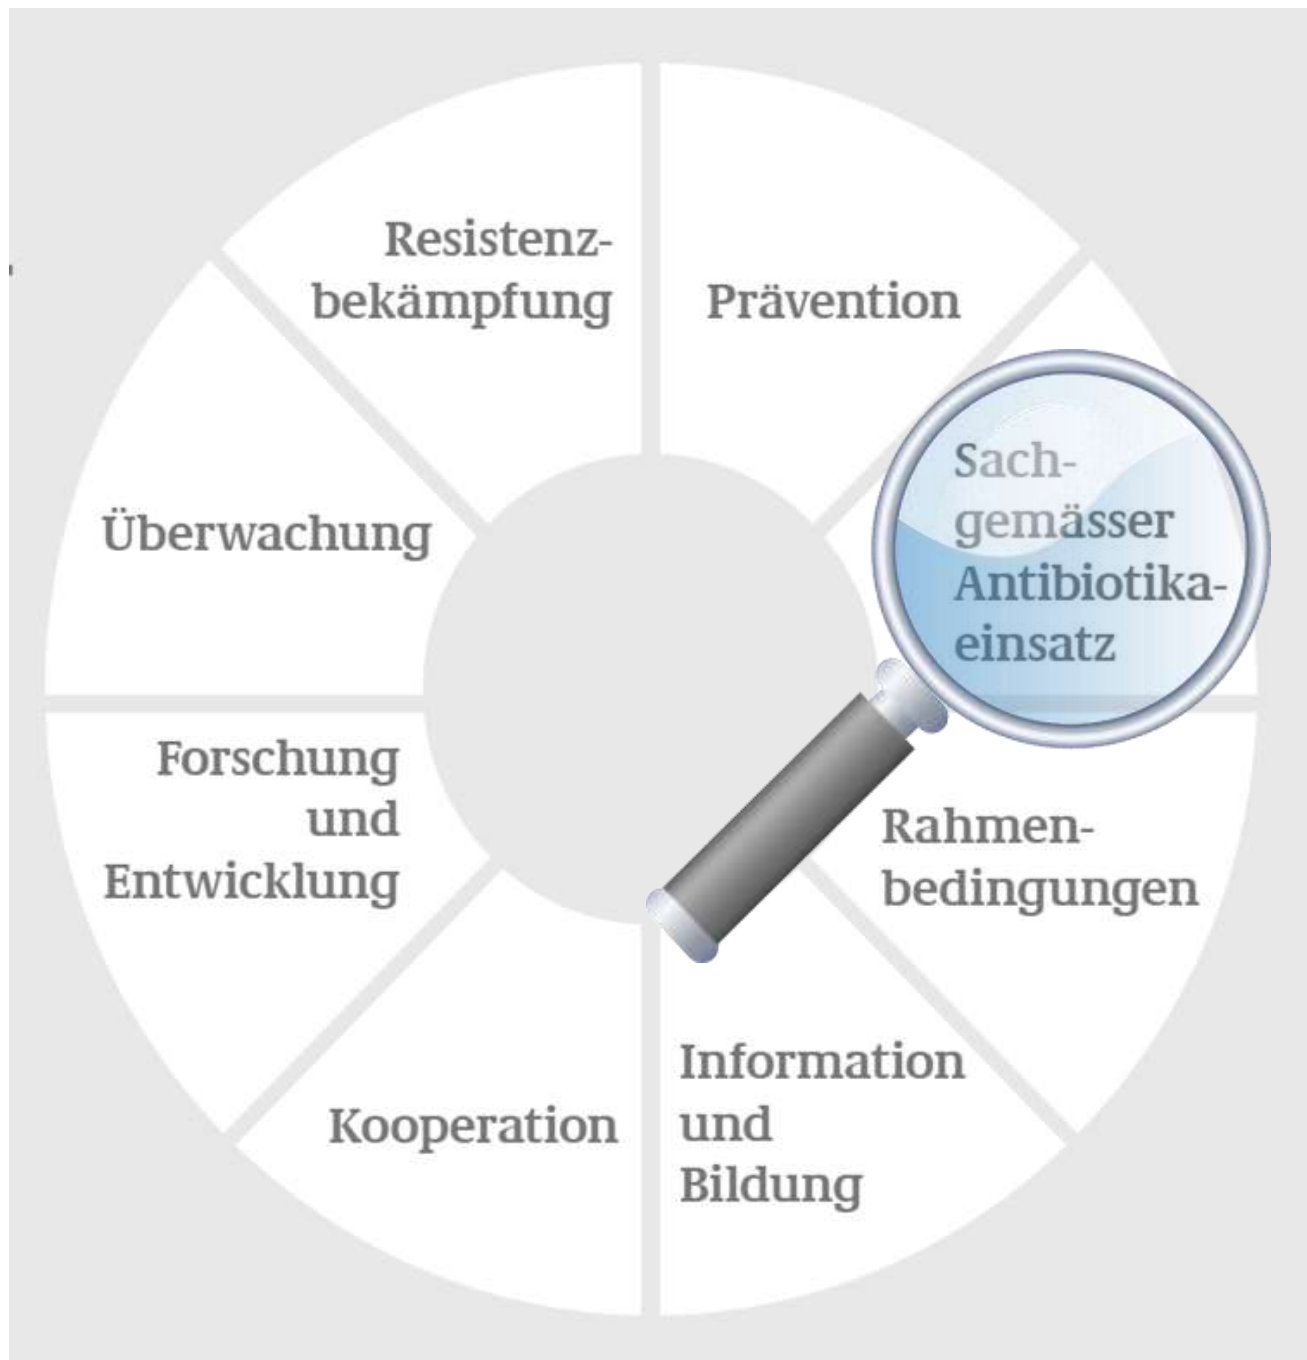 Resistenz-
bekämpfung
Prävention
Sach-
gemässer
Antibiotika-
einsatz
Rahmen-
bedingungen
Information
und
Bildung
Kooperation
Forschung
und
Entwicklung
Überwachung